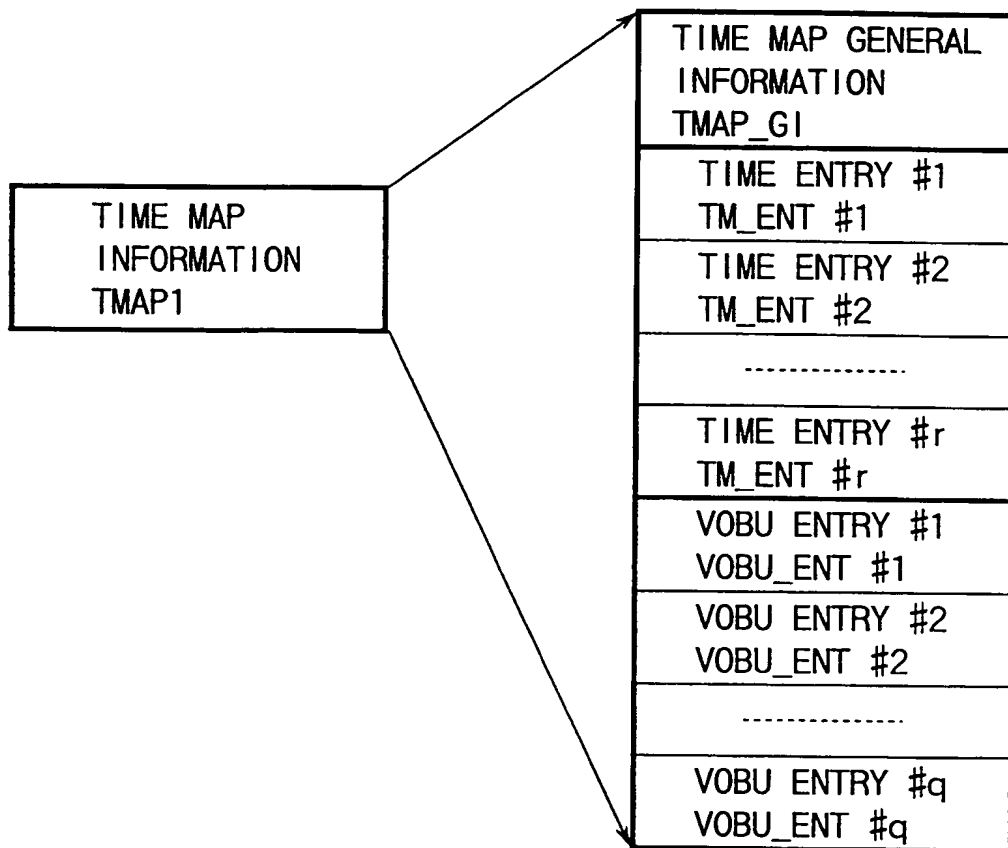 TIME MAP
INFORMATION
TMAP1
TIME MAP GENERAL
INFORMATION
TMAP_GI
TIME ENTRY #1
TM_ENT #1
TIME ENTRY #2
TM_ENT #2
TIME ENTRY #r
TM_ENT #r
VOBU ENTRY #1
VOBU_ENT #1
VOBU ENTRY #2
VOBU_ENT #2
VOBU ENTRY #q
VOBU_ENT #q